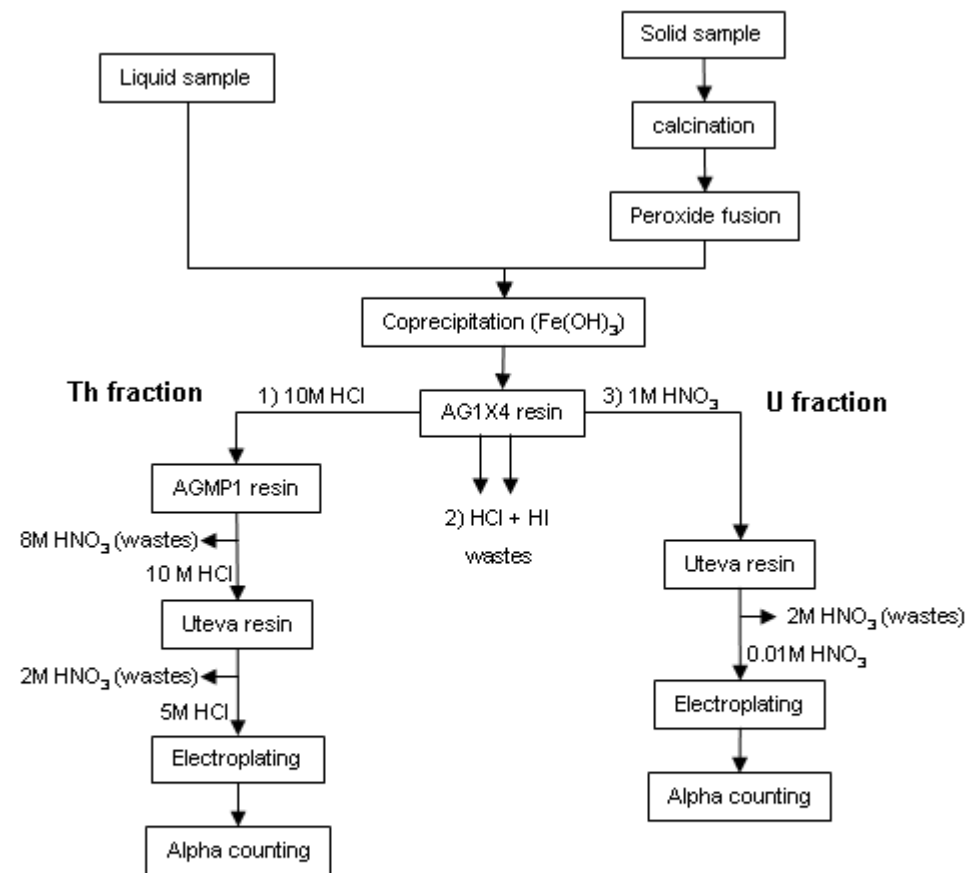 Solid sample
Liquid sample
calcination
Peroxide fusion
Coprecipitation (Fe(OH)₃)
Th fraction
1) 10M HCl
AG1X4 resin
3) 1M HNO₃
U fraction
AGMP1 resin
2) HCl + HI
wastes
8M HNO₃ (wastes)
10 M HCl
Uteva resin
Uteva resin
2M HNO₃ (wastes)
0.01M HNO₃
2M HNO₃ (wastes)
5M HCl
Electroplating
Electroplating
Alpha counting
Alpha counting